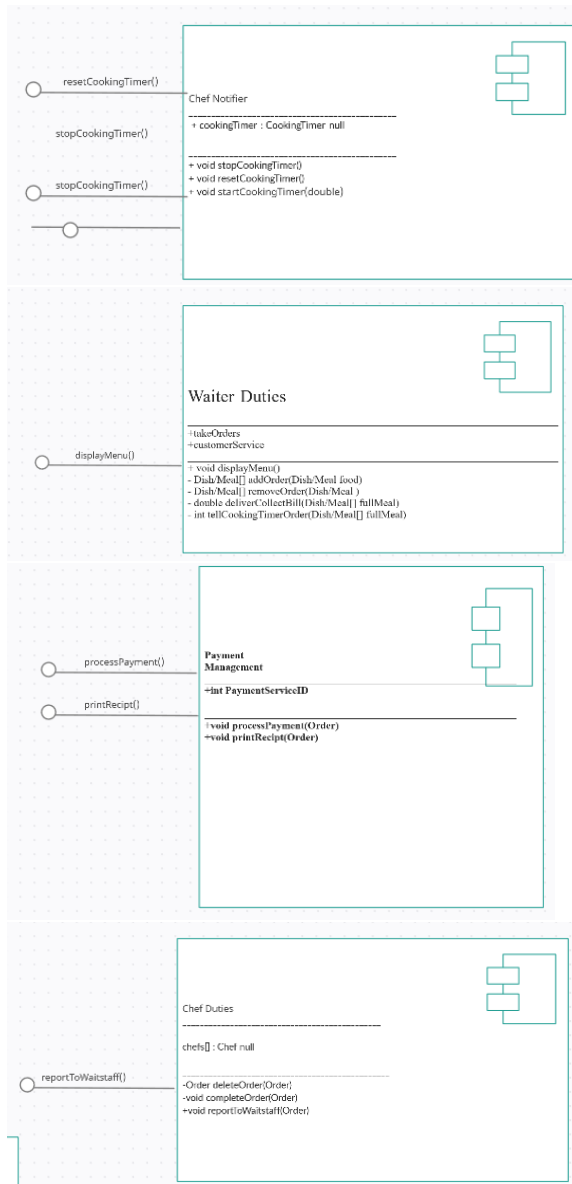 resetCookingTimer()
Chef Notifier
+ cookingTimer : CookingTimer null
stopCookingTimer()
+ void stopCookingTimer()
stopCookingTimer()
+ void resetCookingTimer()
+ void startCookingTimer(double)
Waiter Duties
+takeOrders
+customerService
displayMenu()
+ void displayMenu()
- Dish/Meal[] addOrder(Dish/Meal food)
- Dish/Meal[] removeOrder(Dish/Meal )
- double deliverCollectBill(Dish/Meal[] fullMeal)
- int tellCookingTimerOrder(Dish/Meal[] fullMeal)
processPayment()
Payment
Management
+int PaymentServiceID
printRecipt()
+void processPayment(Order)
+void printRecipt(Order)
Chef Duties
chefs[] : Chef null
reportToWaitstaff()
-Order deleteOrder(Order)
-void completeOrder(Order)
+void reportToWaitstaff(Order)